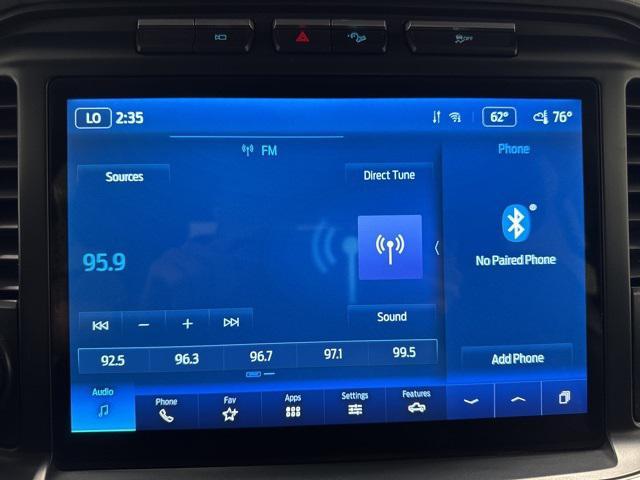 OFF
LO 2:35 62° 76°
FM
Phone
Sources
Direct Tune
95.9
No Paired Phone
Sound
92.5 96.3 96.7 97.1 99.5
Add Phone
Audio Phone Fav Apps Settings Features